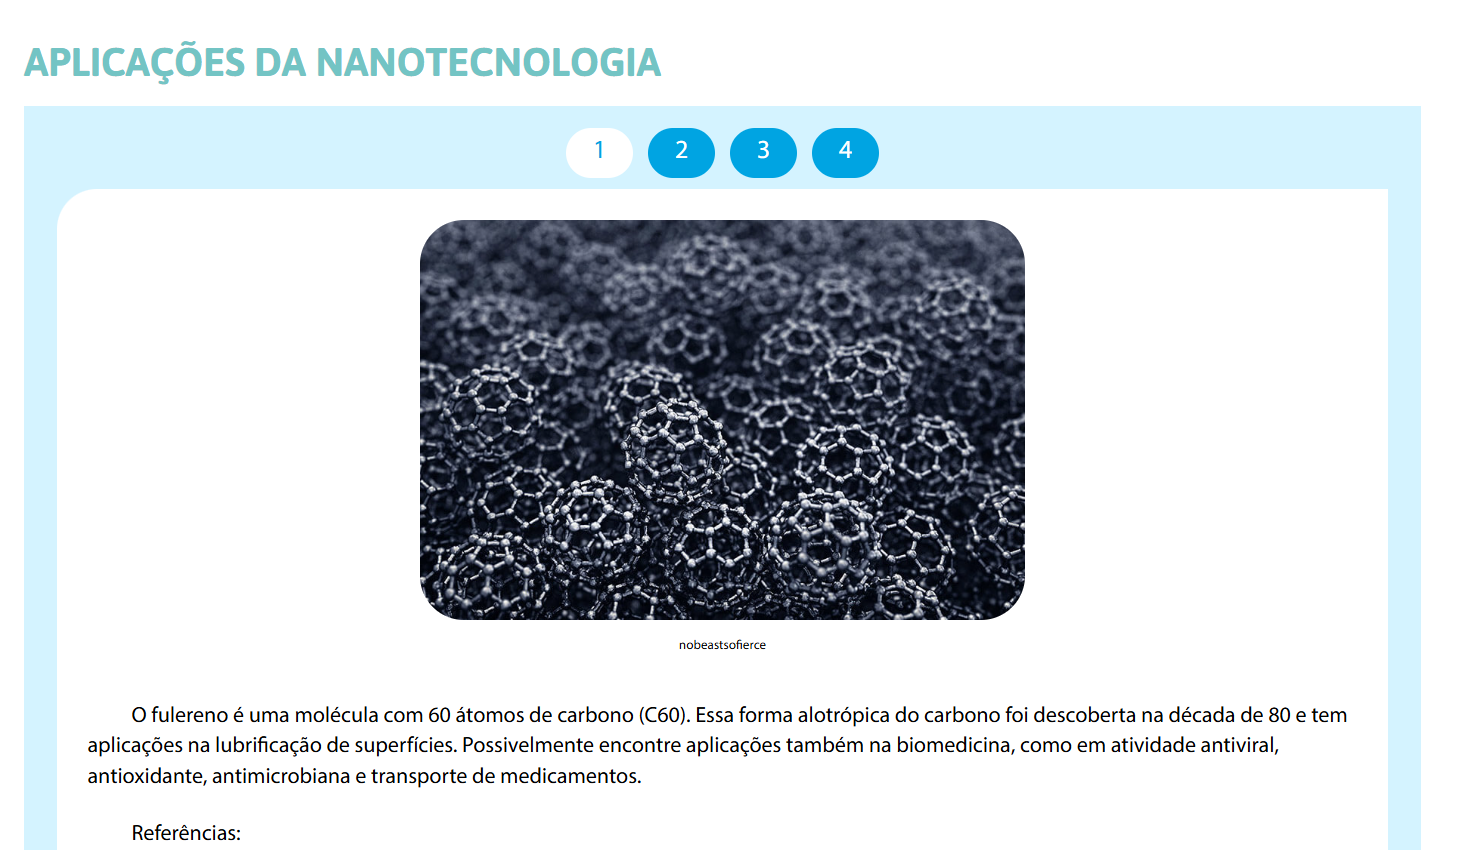 APLICAÇÕES DA NANOTECNOLOGIA
1 2 3 4
nobeastsofierce
O fulereno é uma molécula com 60 átomos de carbono (C60). Essa forma alotrópica do carbono foi descoberta na década de 80 e tem
aplicações na lubrificação de superfícies. Possivelmente encontre aplicações também na biomedicina, como em atividade antiviral,
antioxidante, antimicrobiana e transporte de medicamentos.
Referências: